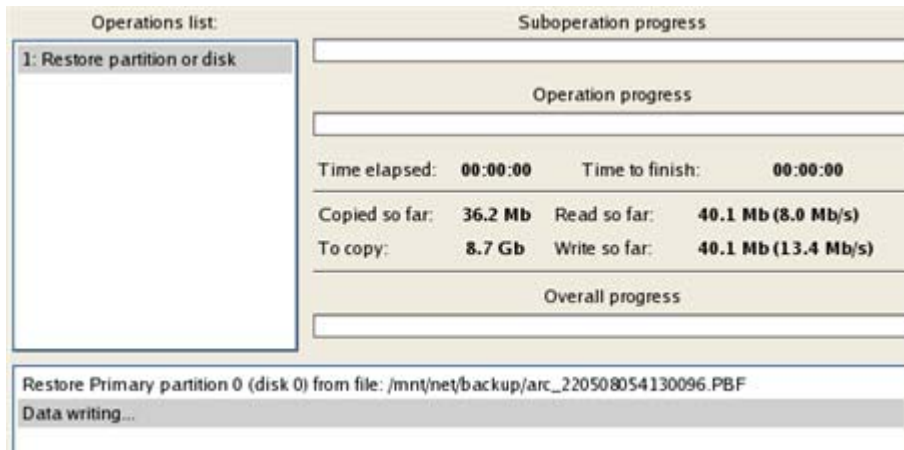 Operations list:
1: Restore partition or disk
Suboperation progress
Operation progress
Time elapsed: 00:00:00 Time to finish: 00:00:00
Copied so far: 36.2 Mb Read so far: 40.1 Mb (8.0 Mb/s)
To copy: 8.7 Gb Write so far: 40.1 Mb (13.4 Mb/s)
Overall progress
Restore Primary partition 0 (disk 0) from file: /mnt/net/backup/arc_220508054130096.PBF
Data writing...